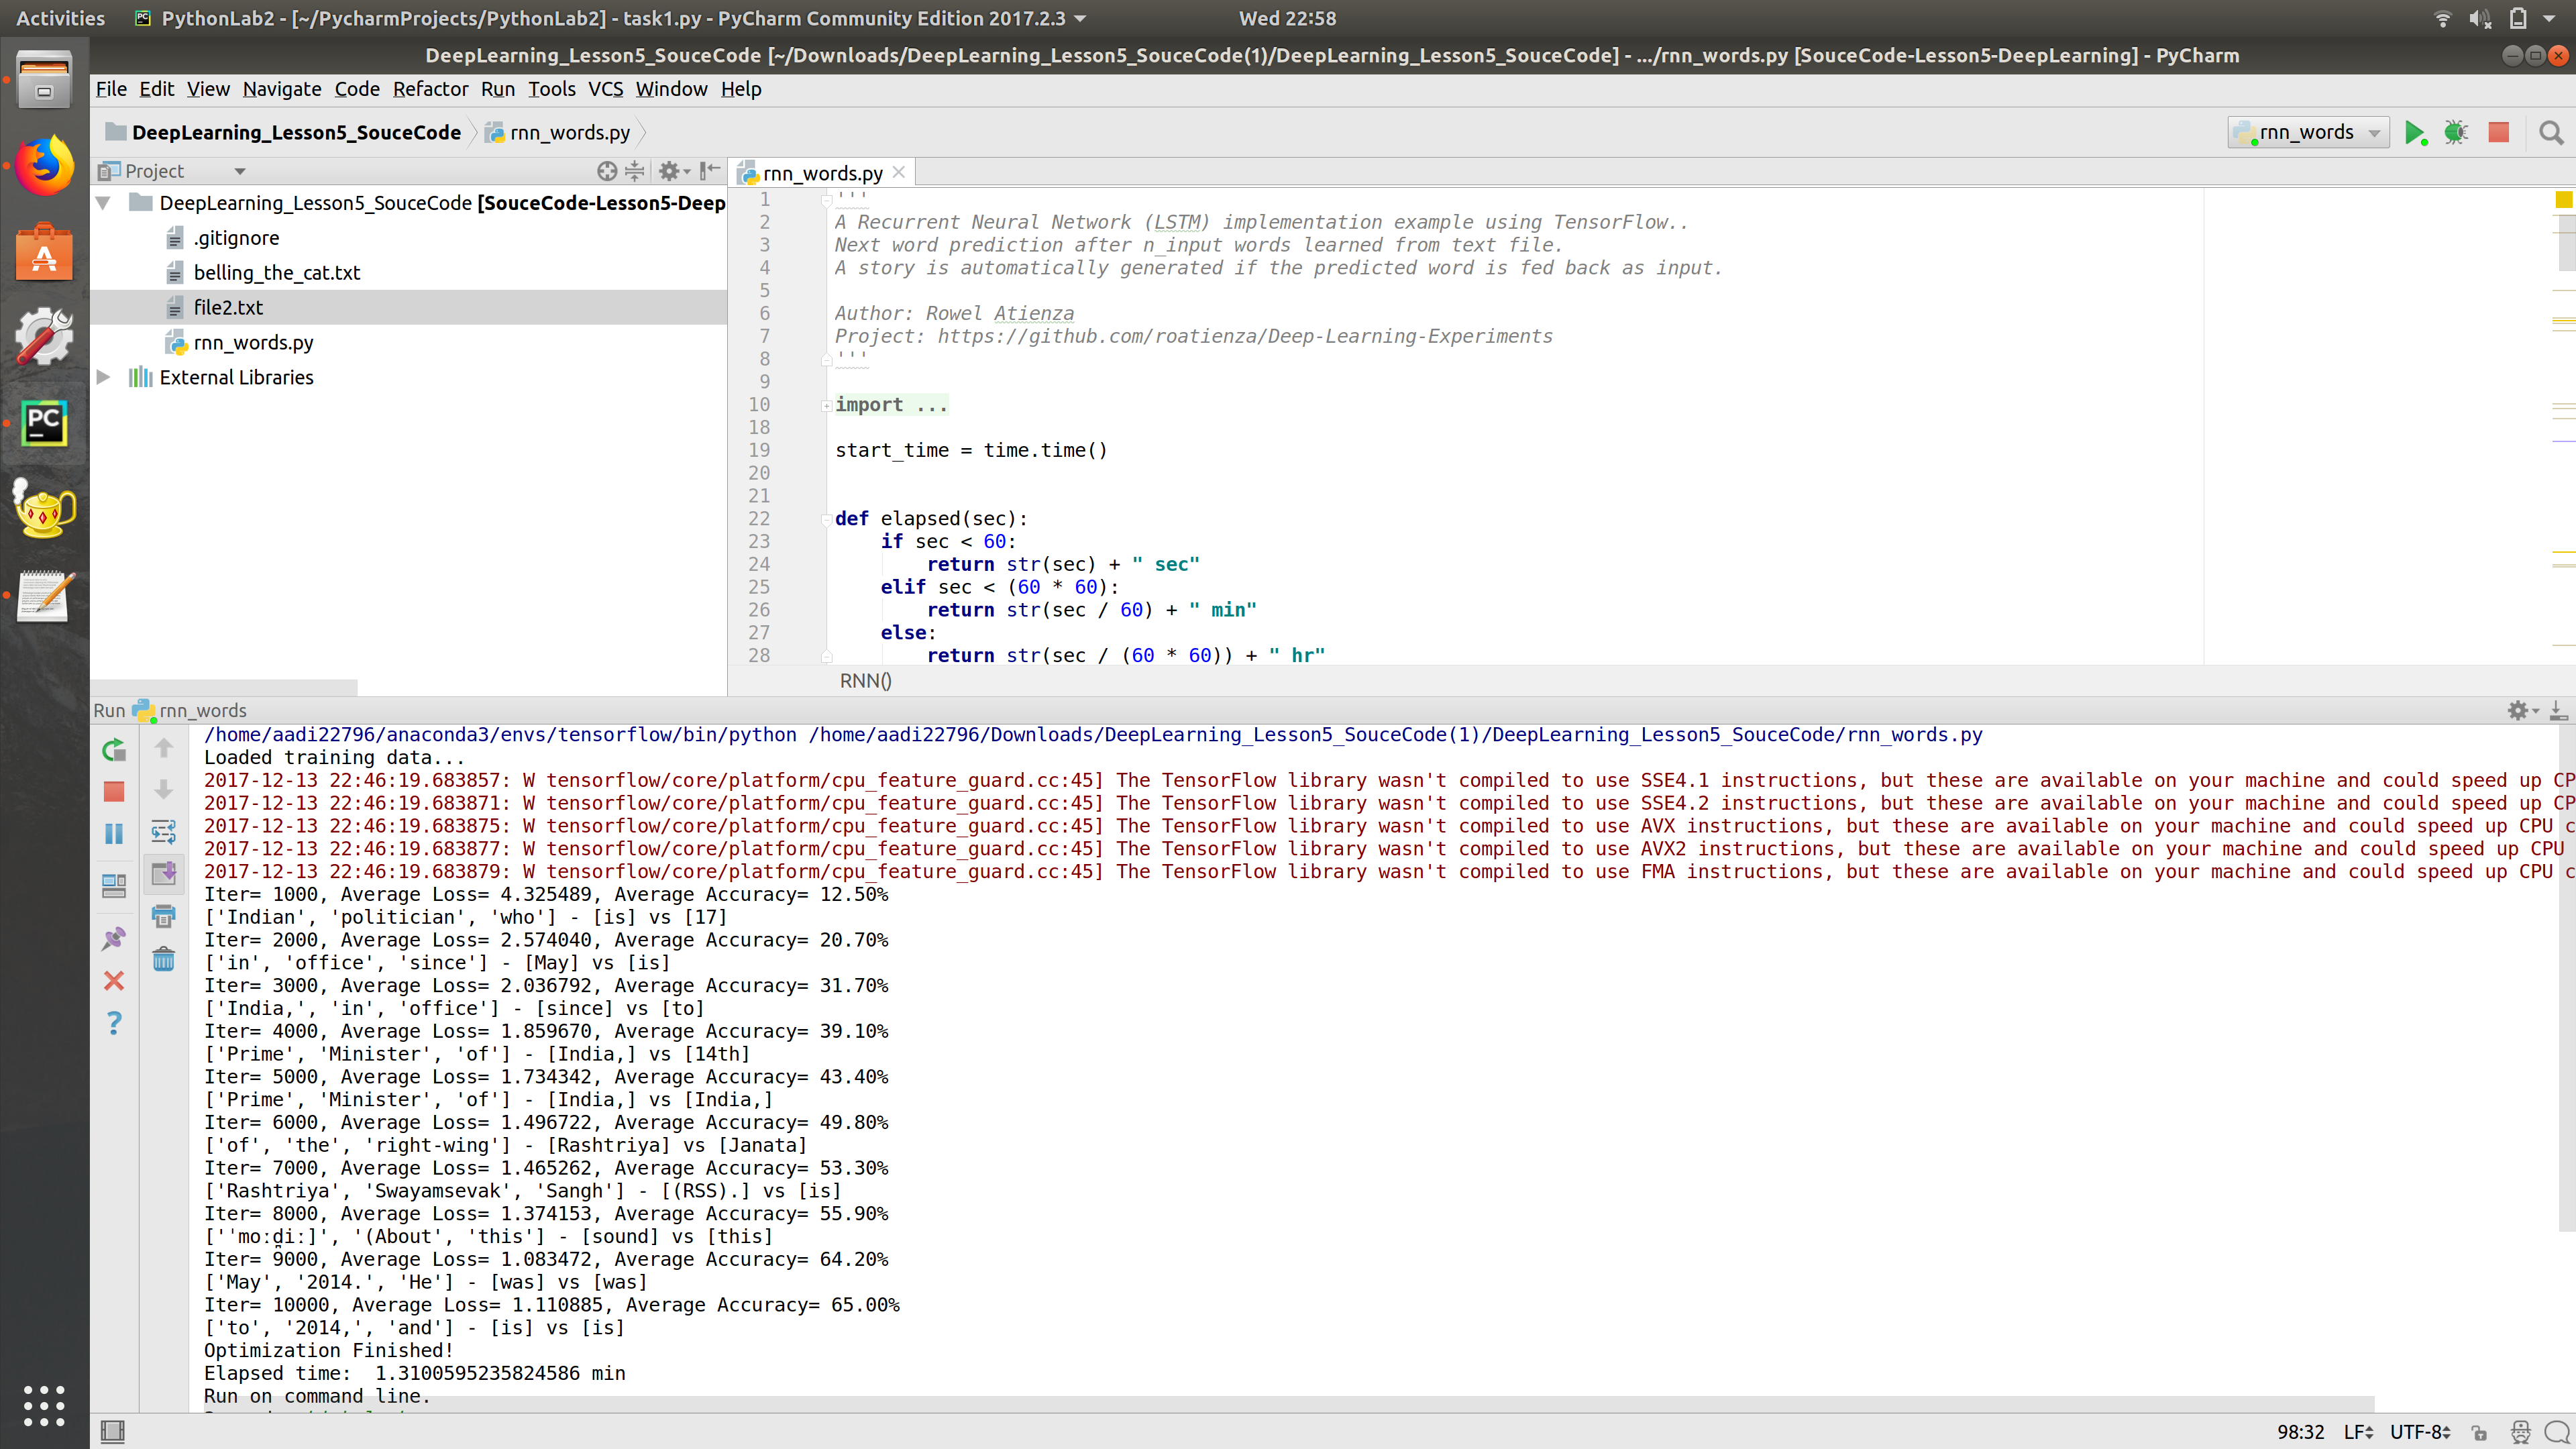 Activities
PythonLab2 - [~/PycharmProjects/PythonLab2] - task1.py - PyCharm Community Edition 2017.2.3
Wed 22:58
DeepLearning_Lesson5_SouceCode [~/Downloads/DeepLearning_Lesson5_SouceCode(1)/DeepLearning_Lesson5_SouceCode] - .../rnn_words.py [SouceCode-Lesson5-DeepLearning] - PyCharm
File Edit View Navigate Code Refactor Run Tools VCS Window Help
DeepLearning_Lesson5_SouceCode rnn_words.py
rnn_words
Project
rnn_words.py
DeepLearning_Lesson5_SouceCode [SouceCode-Lesson5-Deep
.gitignore
belling_the_cat.txt
file2.txt
rnn_words.py
External Libraries
1 '''
2 A Recurrent Neural Network (LSTM) implementation example using TensorFlow..
3 Next word prediction after n_input words learned from text file.
4 A story is automatically generated if the predicted word is fed back as input.
5
6 Author: Rowel Atienza
7 Project: https://github.com/roatienza/Deep-Learning-Experiments
8 '''
9
10 import ...
18
19 start_time = time.time()
20
21
22 def elapsed(sec):
23 if sec < 60:
24 return str(sec) + " sec"
25 elif sec < (60 * 60):
26 return str(sec / 60) + " min"
27 else:
28 return str(sec / (60 * 60)) + " hr"
RNN()
Run rnn_words
/home/aadi22796/anaconda3/envs/tensorflow/bin/python /home/aadi22796/Downloads/DeepLearning_Lesson5_SouceCode(1)/DeepLearning_Lesson5_SouceCode/rnn_words.py
Loaded training data...
2017-12-13 22:46:19.683857: W tensorflow/core/platform/cpu_feature_guard.cc:45] The TensorFlow library wasn't compiled to use SSE4.1 instructions, but these are available on your machine and could speed up CP
2017-12-13 22:46:19.683871: W tensorflow/core/platform/cpu_feature_guard.cc:45] The TensorFlow library wasn't compiled to use SSE4.2 instructions, but these are available on your machine and could speed up CP
2017-12-13 22:46:19.683875: W tensorflow/core/platform/cpu_feature_guard.cc:45] The TensorFlow library wasn't compiled to use AVX instructions, but these are available on your machine and could speed up CPU c
2017-12-13 22:46:19.683877: W tensorflow/core/platform/cpu_feature_guard.cc:45] The TensorFlow library wasn't compiled to use AVX2 instructions, but these are available on your machine and could speed up CPU
2017-12-13 22:46:19.683879: W tensorflow/core/platform/cpu_feature_guard.cc:45] The TensorFlow library wasn't compiled to use FMA instructions, but these are available on your machine and could speed up CPU c
Iter= 1000, Average Loss= 4.325489, Average Accuracy= 12.50%
['Indian', 'politician', 'who'] - [is] vs [17]
Iter= 2000, Average Loss= 2.574040, Average Accuracy= 20.70%
['in', 'office', 'since'] - [May] vs [is]
Iter= 3000, Average Loss= 2.036792, Average Accuracy= 31.70%
['India,', 'in', 'office'] - [since] vs [to]
Iter= 4000, Average Loss= 1.859670, Average Accuracy= 39.10%
['Prime', 'Minister', 'of'] - [India,] vs [14th]
Iter= 5000, Average Loss= 1.734342, Average Accuracy= 43.40%
['Prime', 'Minister', 'of'] - [India,] vs [India,]
Iter= 6000, Average Loss= 1.496722, Average Accuracy= 49.80%
['of', 'the', 'right-wing'] - [Rashtriya] vs [Janata]
Iter= 7000, Average Loss= 1.465262, Average Accuracy= 53.30%
['Rashtriya', 'Swayamsevak', 'Sangh'] - [(RSS).] vs [is]
Iter= 8000, Average Loss= 1.374153, Average Accuracy= 55.90%
['ˈmoːd̪iː]', '(About', 'this'] - [sound] vs [this]
Iter= 9000, Average Loss= 1.083472, Average Accuracy= 64.20%
['May', '2014.', 'He'] - [was] vs [was]
Iter= 10000, Average Loss= 1.110885, Average Accuracy= 65.00%
['to', '2014,', 'and'] - [is] vs [is]
Optimization Finished!
Elapsed time:  1.3100595235824586 min
Run on command line.
98:32 LF UTF-8